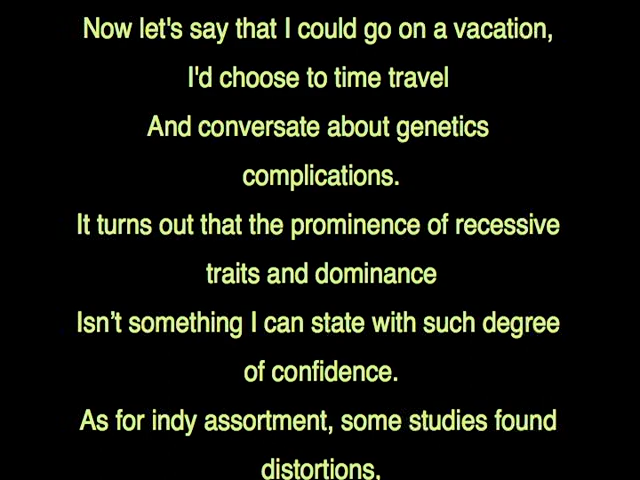 Now let's say that I could go on a vacation,
I'd choose to time travel
And conversate about genetics
complications.
It turns out that the prominence of recessive
traits and dominance
Isn’t something I can state with such degree
of confidence.
As for indy assortment, some studies found
distortions,